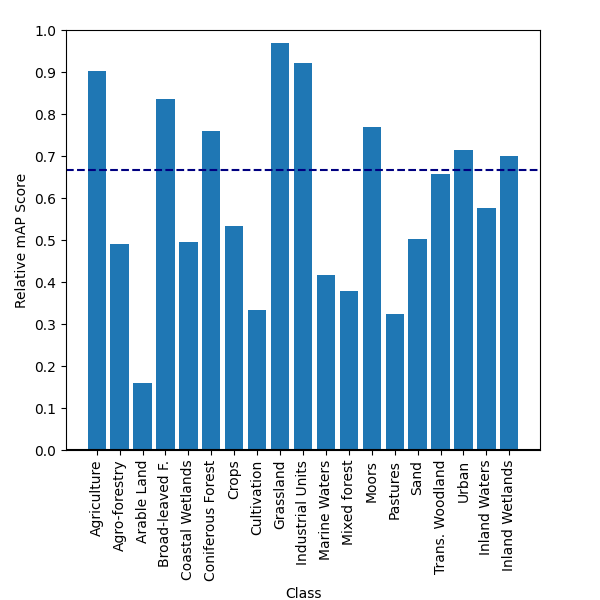 1.0
0.9
0.8
0.7
0.6
0.5
0.4
0.3
0.2
0.1
0.0
Relative mAP Score
Agriculture
Agro-forestry
Arable Land
Broad-leaved F.
Coastal Wetlands
Coniferous Forest
Crops
Cultivation
Grassland
Industrial Units
Marine Waters
Mixed forest
Moors
Pastures
Sand
Trans. Woodland
Urban
Inland Waters
Inland Wetlands
Class